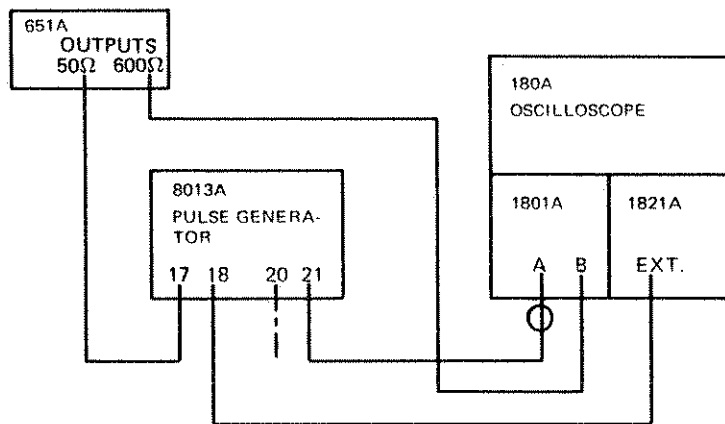 651A
OUTPUTS
50Ω 600Ω
180A
OSCILLOSCOPE
8013A
PULSE GENERA-
TOR
17 18 20 21
1801A
A B
1821A
EXT.